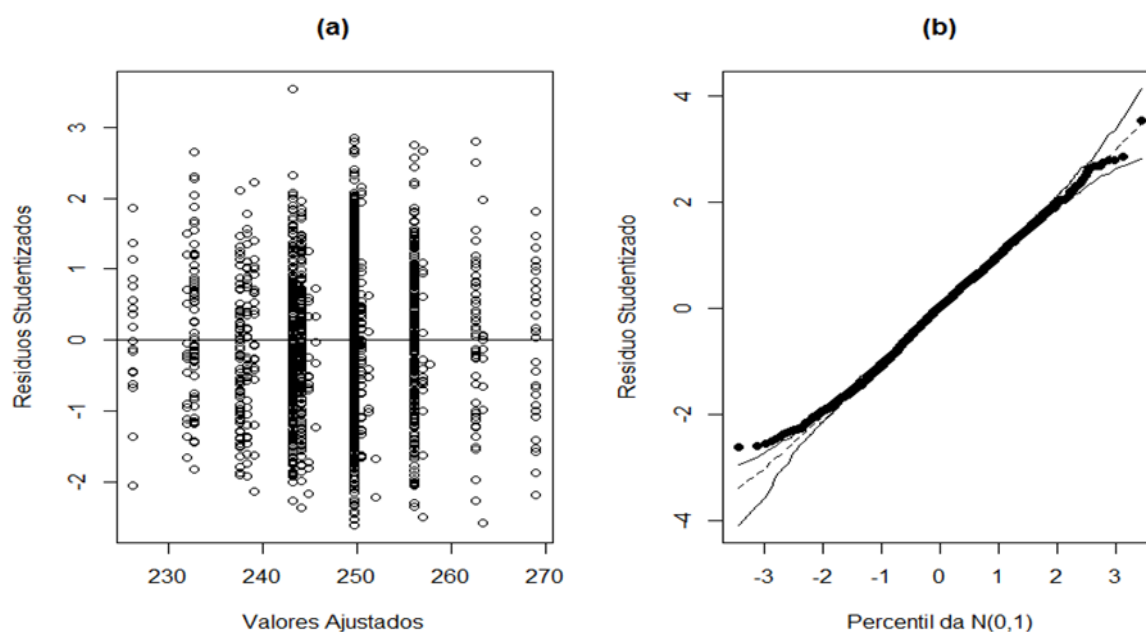 (a)
Residuos Studentizados
3
2
1
0
-1
-2
230 240 250 260 270
Valores Ajustados
(b)
Residuo Studentizado
4
2
0
-2
-4
-3 -2 -1 0 1 2 3
Percentil da N(0,1)